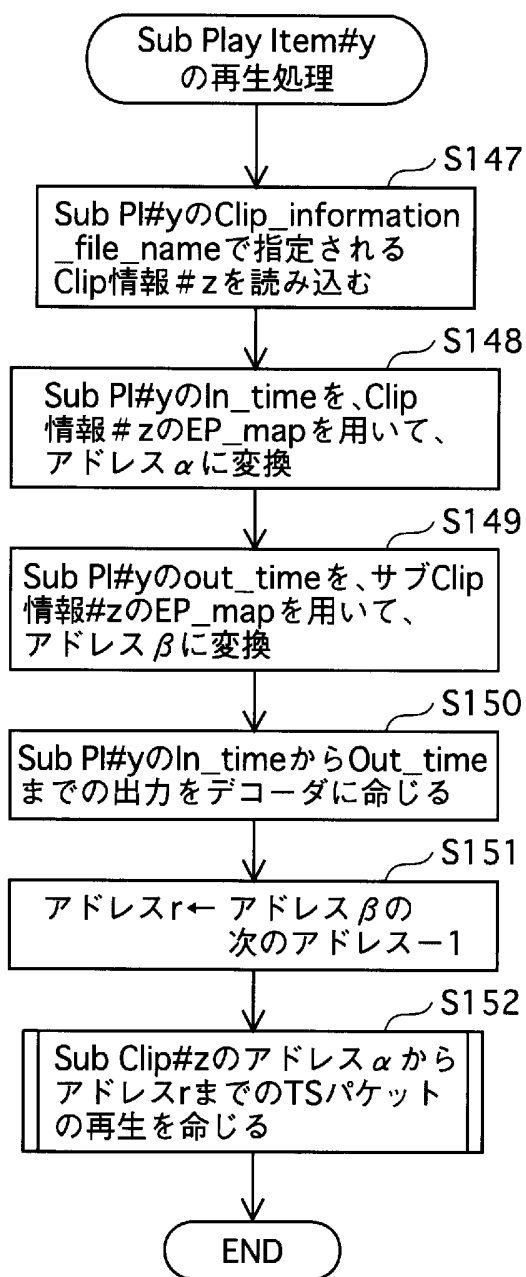 Sub Play Item#y
の再生処理
S147
Sub PI#yのClip_information
_file_nameで指定される
Clip情報#zを読み込む
S148
Sub PI#yのIn_timeを、Clip
情報#zのEP_mapを用いて、
アドレスαに変換
S149
Sub PI#yのout_timeを、サブClip
情報#zのEP_mapを用いて、
アドレスβに変換
S150
Sub PI#yのIn_timeからOut_time
までの出力をデコーダに命じる
S151
アドレスr← アドレスβの
次のアドレス−1
S152
Sub Clip#zのアドレスαから
アドレスrまでのTSパケット
の再生を命じる
END